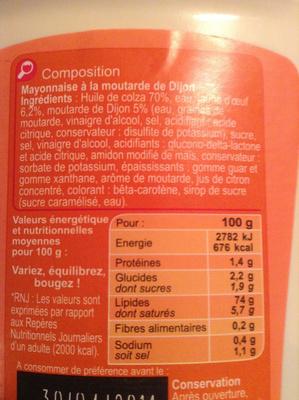 Composition
Mayonnaise à la moutarde de Dijon
Ingrédients : Huile de colza 70%, eau, jaune d'œuf
6,2%, moutarde de Dijon 5% (eau, graines de
moutarde, vinaigre d'alcool, sel, acidifiant : acide
citrique, conservateur : disulfite de potassium), sucre,
sel, vinaigre d'alcool, acidifiants : glucono-delta-lactone
et acide citrique, amidon modifié de maïs, conservateur :
sorbate de potassium, épaississants : gomme guar et
gomme xanthane, arôme de moutarde, jus de citron
concentré, colorant : bêta-carotène, sirop de sucre
(sucre caramélisé, eau).
Valeurs énergétique
et nutritionnelles
moyennes
pour 100 g :
Variez, équilibrez,
bougez !
*RNJ : Les valeurs sont
exprimées par rapport
aux Repères
Nutritionnels Journaliers
d'un adulte (2000 kcal).
Pour : 100 g
Energie 2782 kJ
676 kcal
Protéines 1,4 g
Glucides 2,2 g
dont sucres 1,9 g
Lipides 74 g
dont saturés 5,7 g
Fibres alimentaires 0,2 g
Sodium 0,4 g
soit sel 1,1 g
A consommer de préférence avant le :
Conservation
Après ouverture,